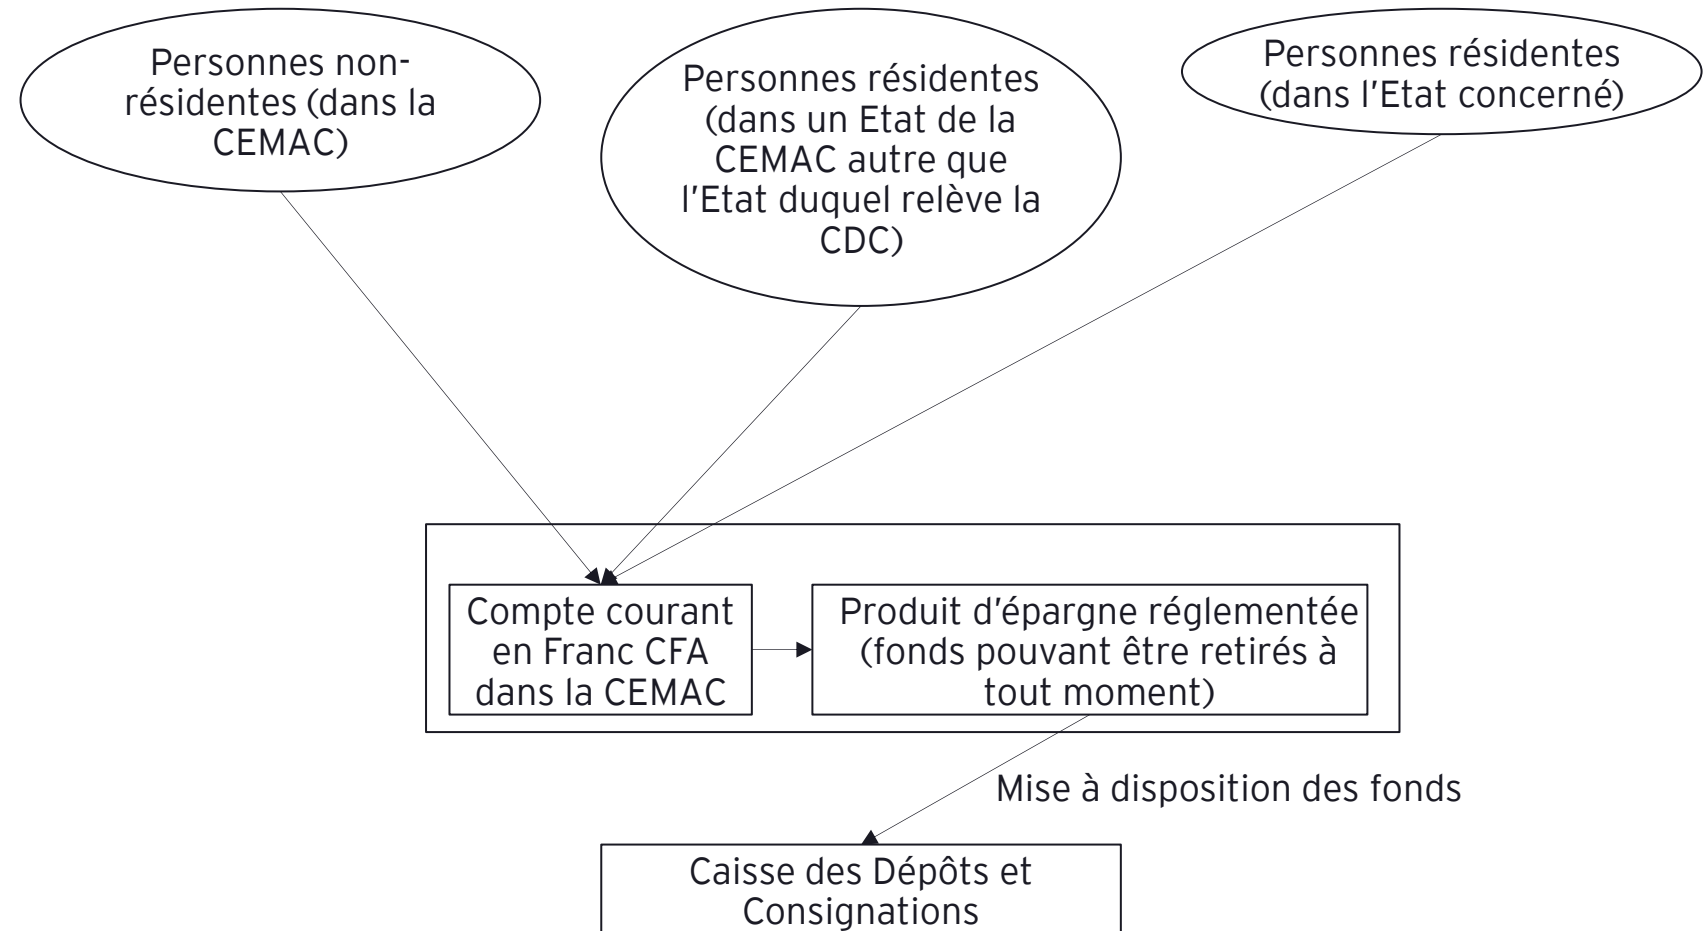 Personnes non-
résidentes (dans la
CEMAC)
Personnes résidentes
(dans un Etat de la
CEMAC autre que
l'Etat duquel relève la
CDC)
Personnes résidentes
(dans l'Etat concerné)
Compte courant
en Franc CFA
dans la CEMAC
Produit d'épargne réglementée
(fonds pouvant être retirés à
tout moment)
Mise à disposition des fonds
Caisse des Dépôts et
Consignations